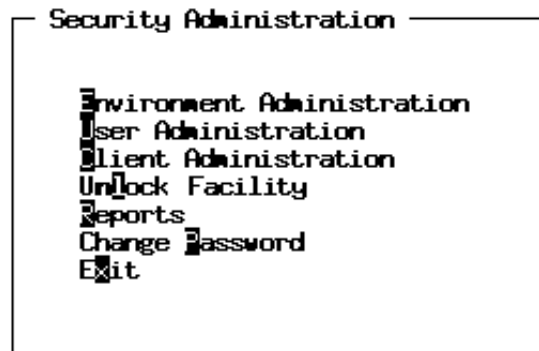 Security Administration
Environment Administration
User Administration
Client Administration
UnLock Facility
Reports
Change Password
Exit